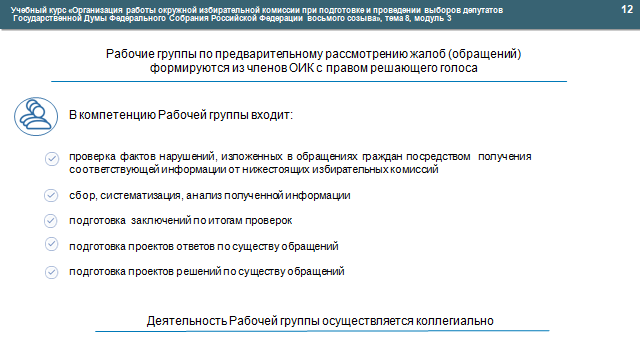 Учебный курс «Организация работы окружной избирательной комиссии при подготовке и проведении выборов депутатов
Государственной Думы Федерального Собрания Российской Федерации восьмого созыва», тема 8, модуль 3
12
Рабочие группы по предварительному рассмотрению жалоб (обращений)
формируются из членов ОИК с правом решающего голоса
В компетенцию Рабочей группы входит:
проверка фактов нарушений, изложенных в обращениях граждан посредством получения
соответствующей информации от нижестоящих избирательных комиссий
сбор, систематизация, анализ полученной информации
подготовка заключений по итогам проверок
подготовка проектов ответов по существу обращений
подготовка проектов решений по существу обращений
Деятельность Рабочей группы осуществляется коллегиально